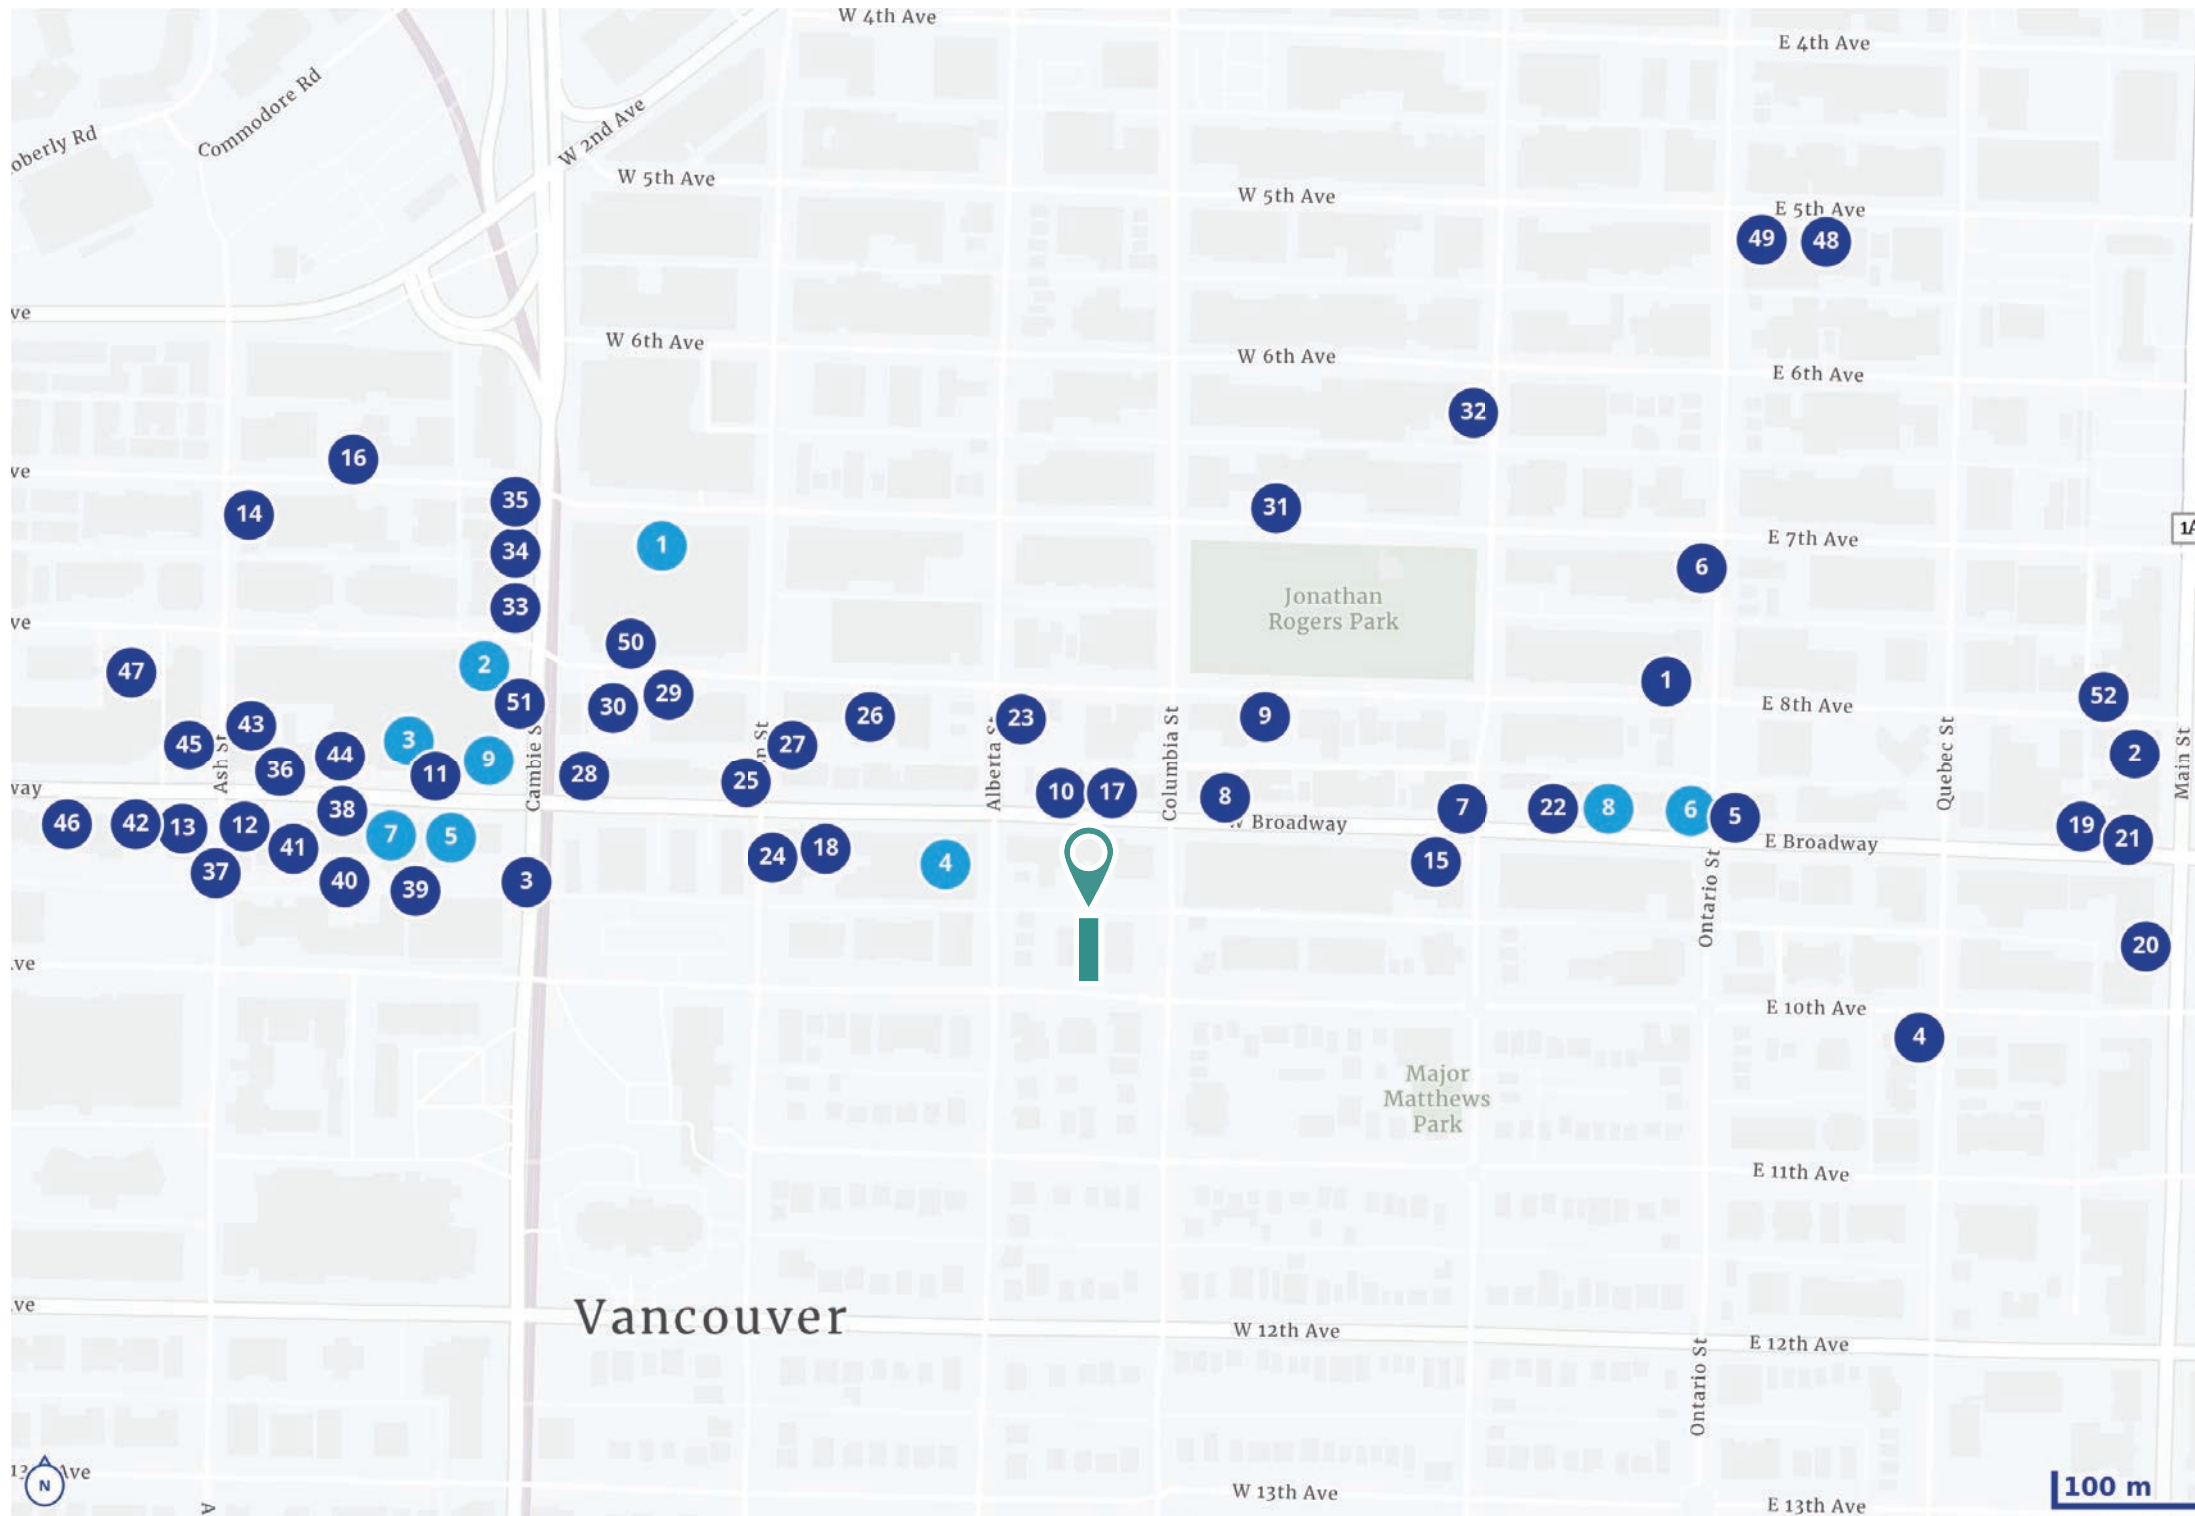 W 4th Ave
E 4th Ave
Commodore Rd
oberly Rd
W 2nd Ave
W 5th Ave
W 5th Ave
E 5th Ave
49
48
ve
W 6th Ave
W 6th Ave
E 6th Ave
32
16
ve
35
14
31
1A
34
1
E 7th Ave
6
33
Jonathan
Rogers Park
ve
50
2
47
1
29
52
51
30
E 8th Ave
43
26
23
9
45
3
27
44
9
2
36
11
28
25
Ash St
Cambie S
n St
Alberta St
Columbia St
Quebec St
Main St
way
10
17
8
38
7
22
8
6
5
46
42
13
12
7
5
W Broadway
19
21
E Broadway
41
24
18
4
15
37
40
39
3
Ontario St
20
ve
E 10th Ave
4
Major
Matthews
Park
E 11th Ave
ve
Vancouver
W 12th Ave
E 12th Ave
Ontario St
13 Ave
N
A
W 13th Ave
E 13th Ave
100 m